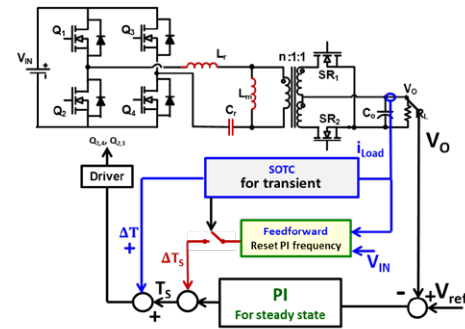 Q1
Q3
Lr
n:1:1
SR1
VIN
Lm
Vo
Q2
Q4
Cr
SR2
Co
RL
Q1,4, Q2,3
iLoad
Vo
Driver
SOTC
for transient
ΔT
+
Feedforward
Reset PI frequency
ΔTS
VIN
TS
+
PI
For steady state
-
+Vref